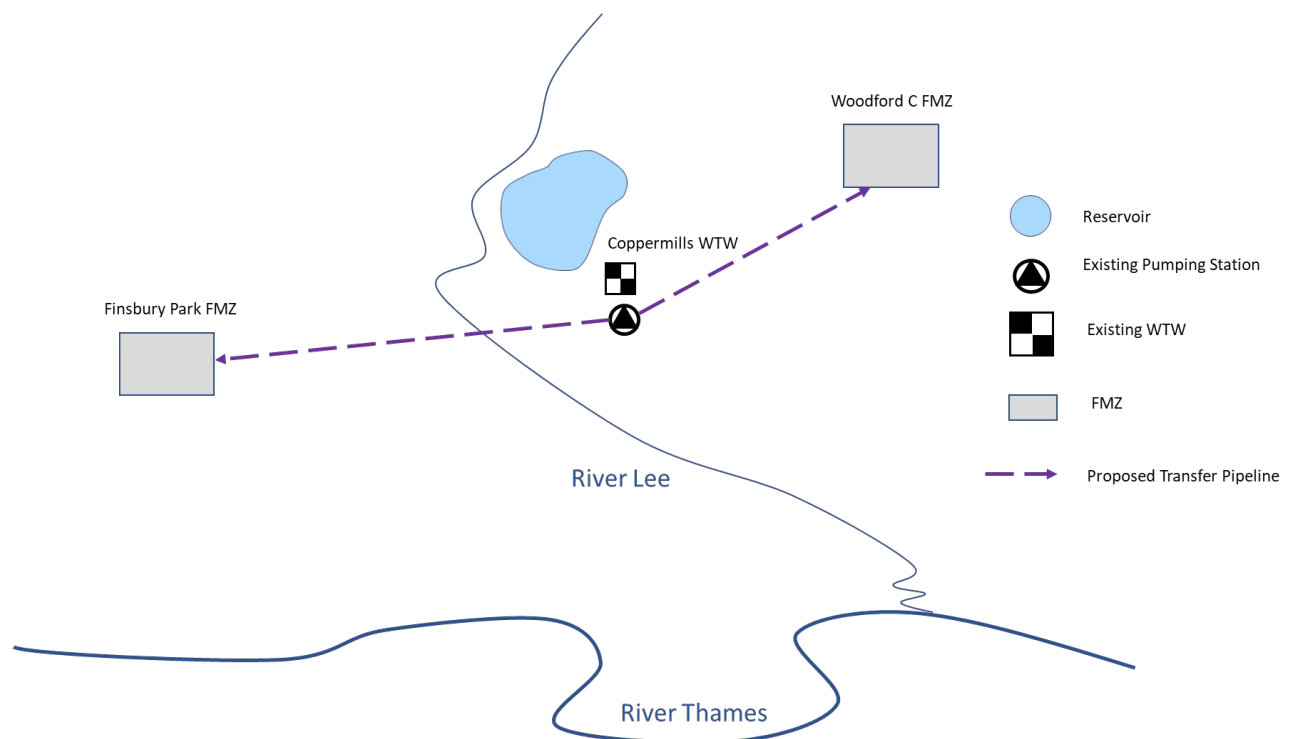 Woodford C FMZ
Reservoir
Coppermills WTW
Existing Pumping Station
Finsbury Park FMZ
Existing WTW
FMZ
River Lee
Proposed Transfer Pipeline
River Thames